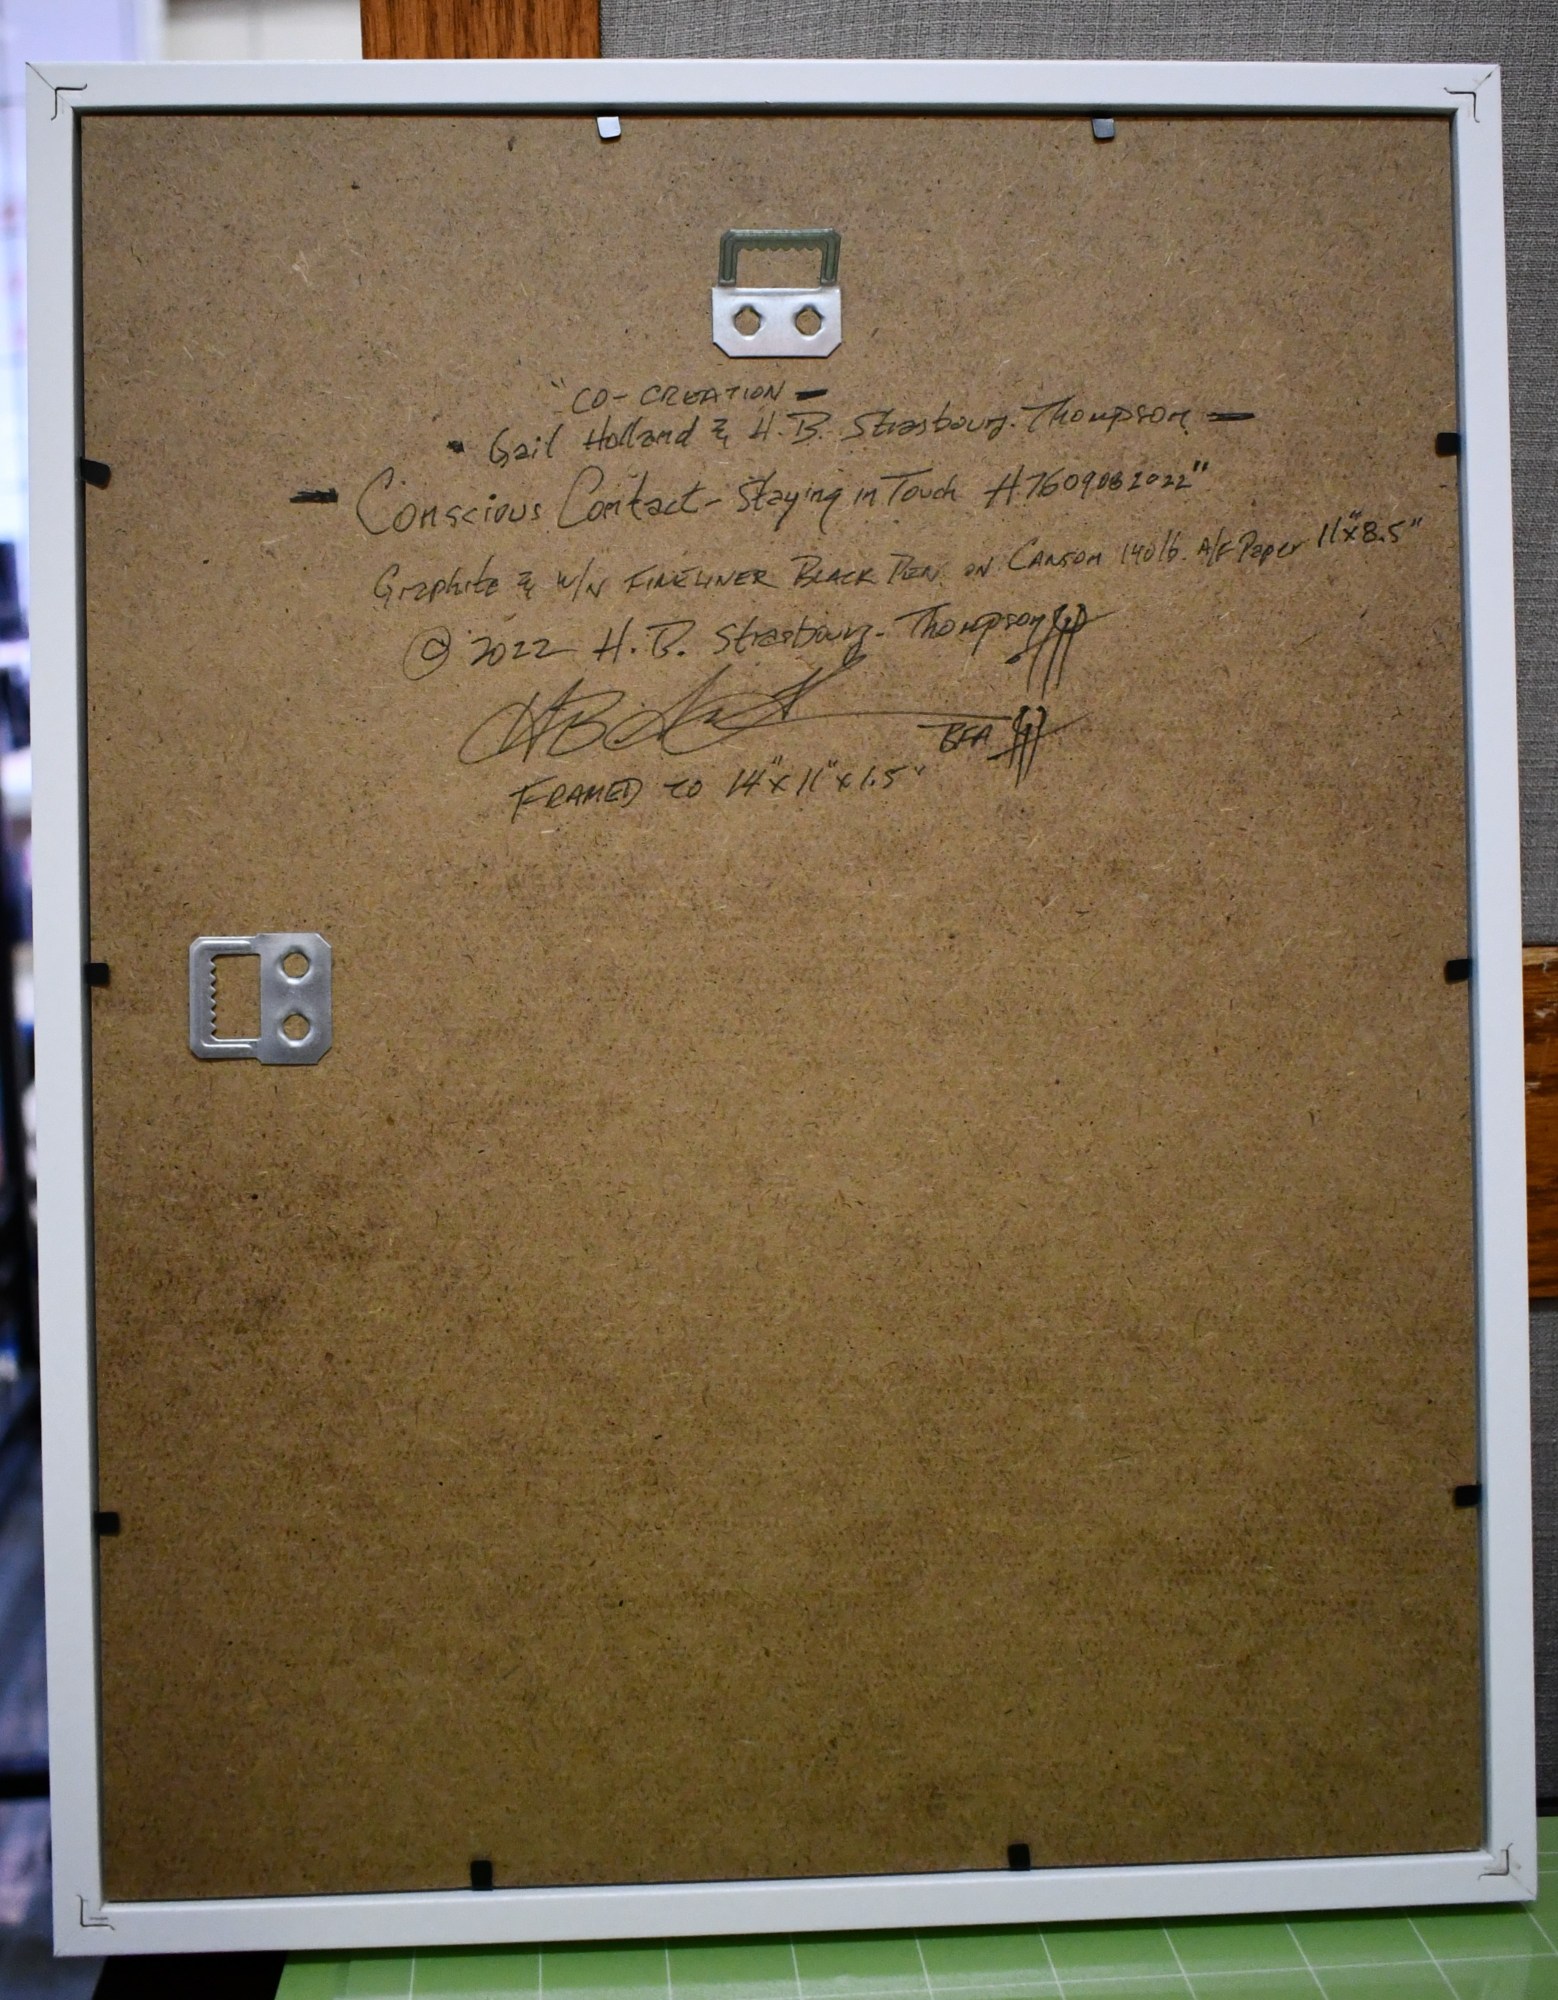 "CO-CREATION —
• Gail Holland & H.B. Strasbourg-Thompson —
— Conscious Contact - Staying in Touch #7609082022"
Graphite & W/N FINELINER BLACK PEN ON CANSON 140lb. A/F Paper 11"x8.5"
© 2022 H.B. Strasbourg-Thompson
BFA
FRAMED TO 14"x11"x1.5"